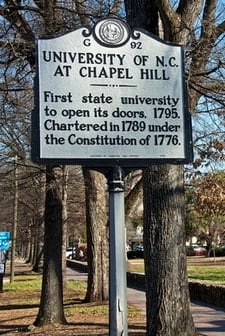 G 92
UNIVERSITY OF N.C.
AT CHAPEL HILL
First state university
to open its doors, 1795.
Chartered in 1789 under
the Constitution of 1776.